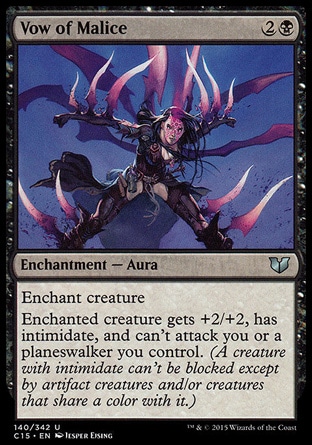 Vow of Malice 2
Enchantment — Aura
Enchant creature
Enchanted creature gets +2/+2, has
intimidate, and can't attack you or a
planeswalker you control. (A creature
with intimidate can't be blocked except
by artifact creatures and/or creatures
that share a color with it.)
140/342 U
C15 • EN Jesper Ejsing ™ & © 2015 Wizards of the Coast